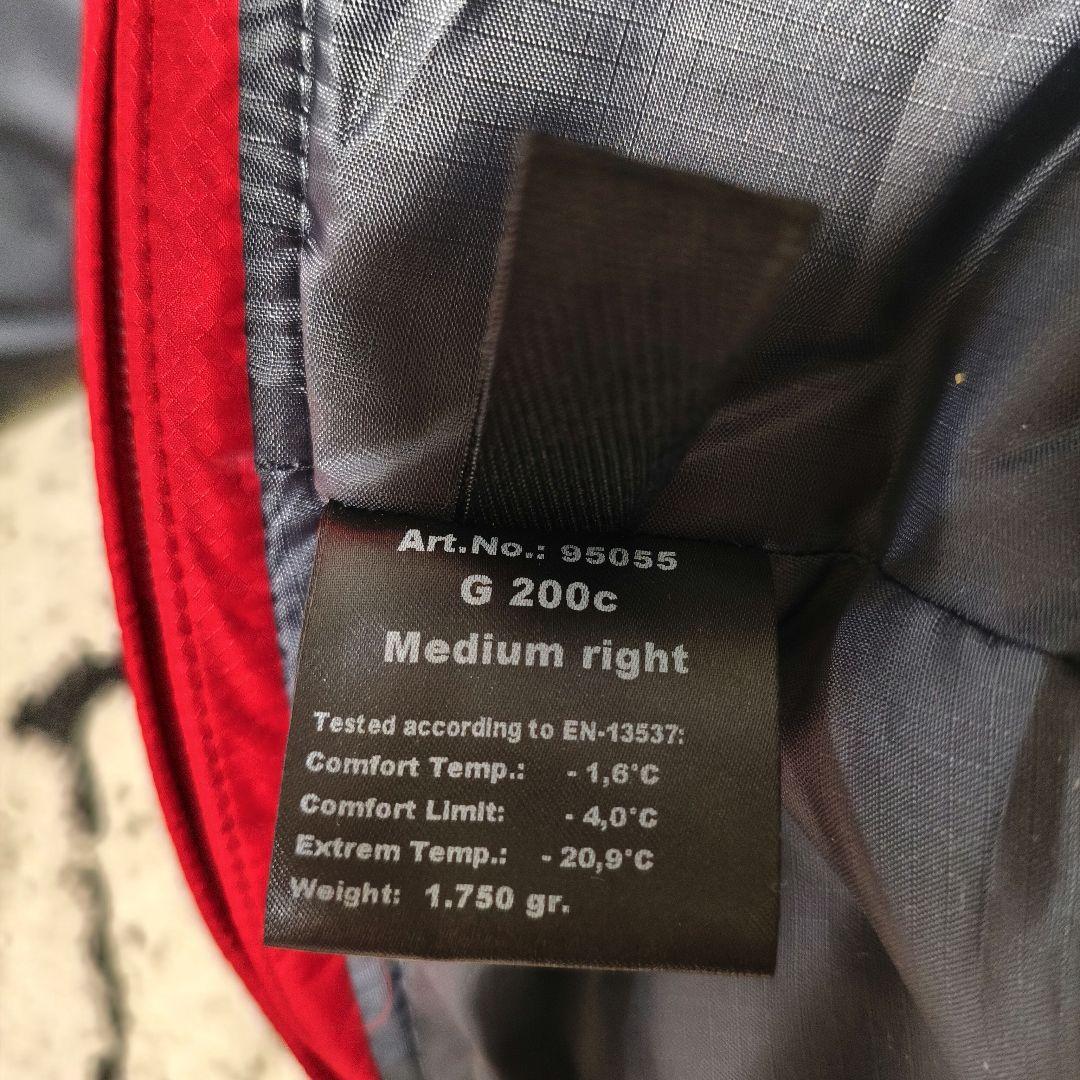 Art.No.: 95055
G 200c
Medium right
Tested according to EN-13537:
Comfort Temp.: - 1,6°C
Comfort Limit: - 4,0°C
Extrem Temp.: - 20,9°C
Weight: 1.750 gr.